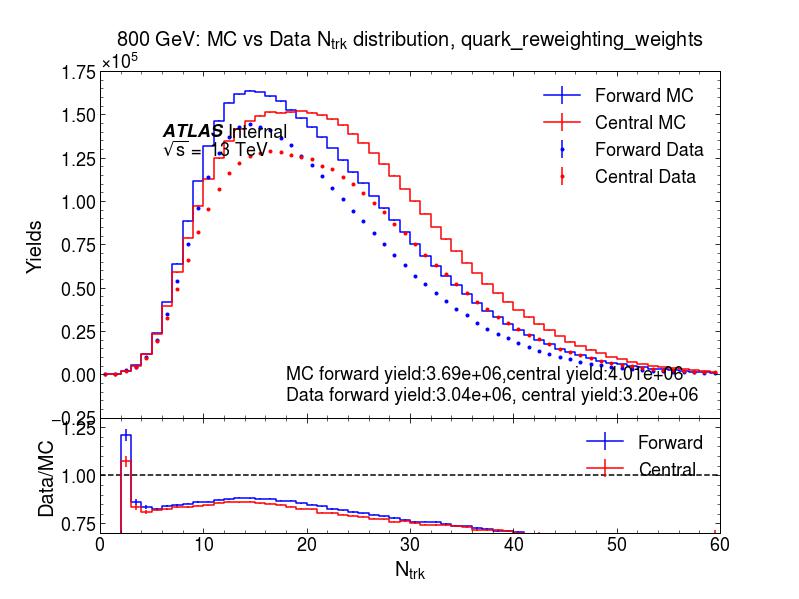 800 GeV: MC vs Data Ntrk distribution, quark_reweighting_weights
×10⁵
1.75
1.50
1.25
1.00
0.75
0.50
0.25
0.00
−0.25
Yields
ATLAS Internal
√s = 13 TeV
Forward MC
Central MC
Forward Data
Central Data
MC forward yield:3.69e+06,central yield:4.01e+06
Data forward yield:3.04e+06, central yield:3.20e+06
1.25
1.00
0.75
Data/MC
Forward
Central
0 10 20 30 40 50 60
Ntrk